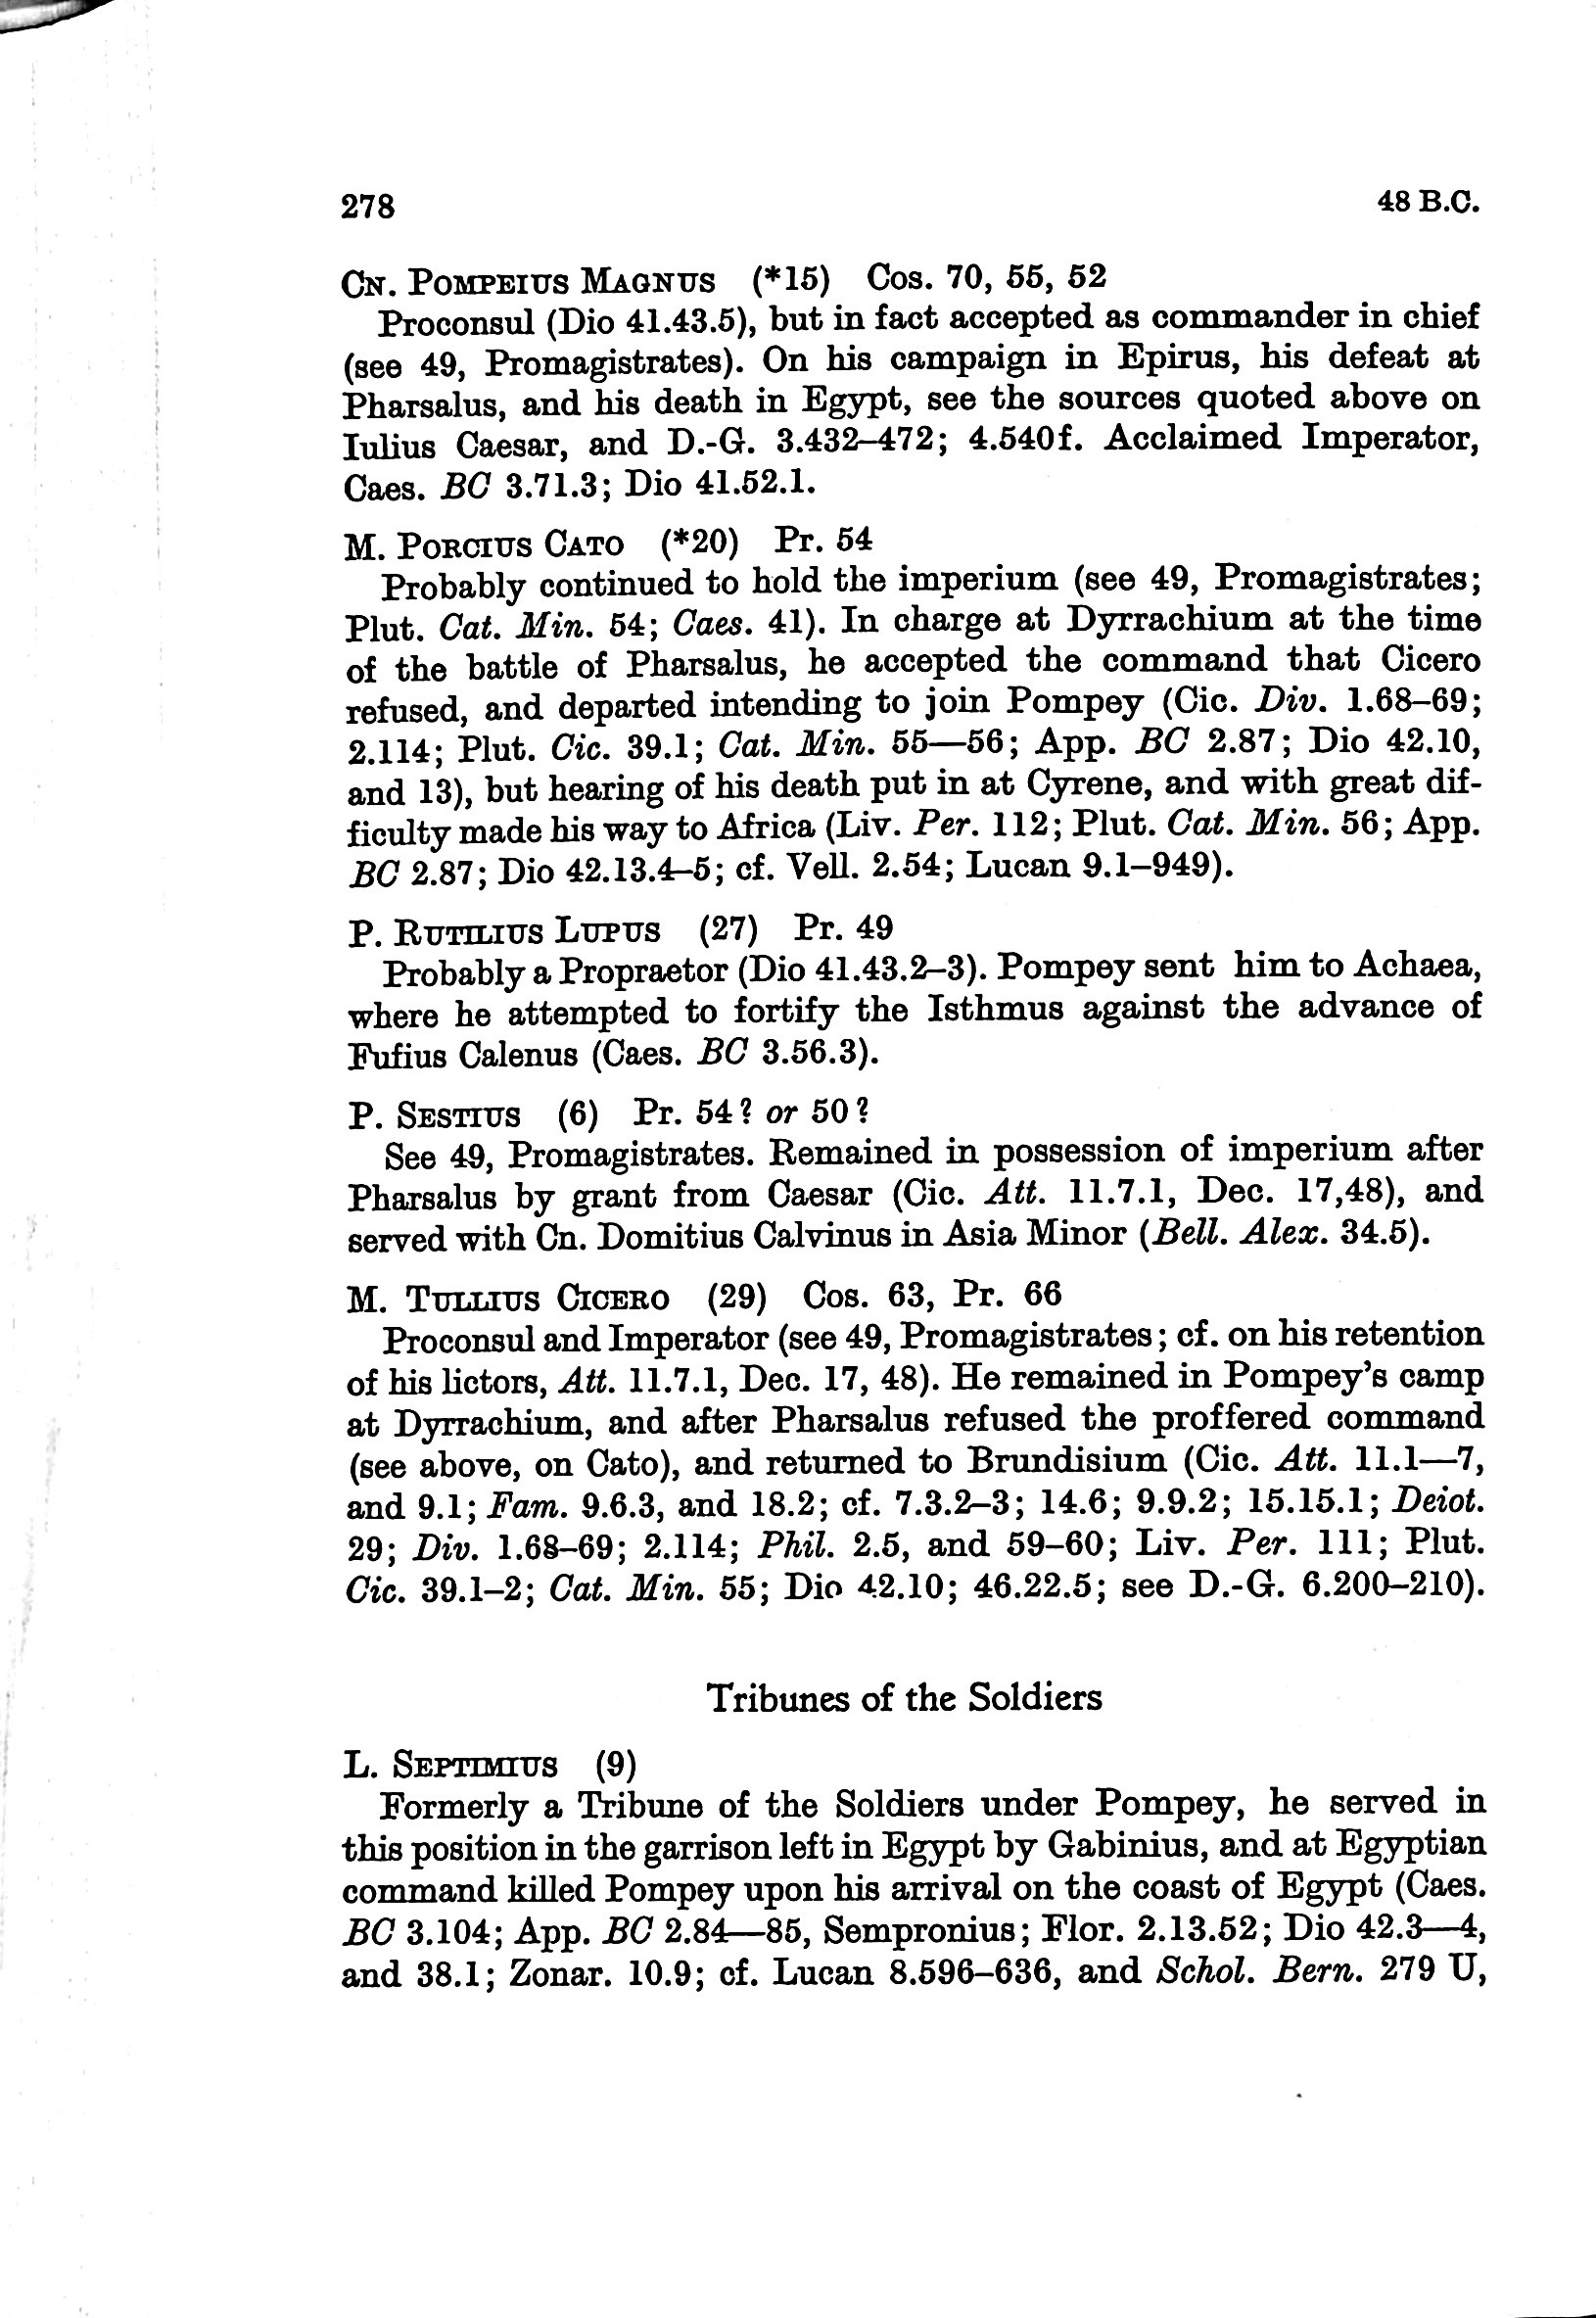 278 48 B.C.
CN. POMPEIUS MAGNUS (*15) Cos. 70, 55, 52
Proconsul (Dio 41.43.5), but in fact accepted as commander in chief
(see 49, Promagistrates). On his campaign in Epirus, his defeat at
Pharsalus, and his death in Egypt, see the sources quoted above on
Iulius Caesar, and D.-G. 3.432–472; 4.540f. Acclaimed Imperator,
Caes. BC 3.71.3; Dio 41.52.1.
M. PORCIUS CATO (*20) Pr. 54
Probably continued to hold the imperium (see 49, Promagistrates;
Plut. Cat. Min. 54; Caes. 41). In charge at Dyrrachium at the time
of the battle of Pharsalus, he accepted the command that Cicero
refused, and departed intending to join Pompey (Cic. Div. 1.68–69;
2.114; Plut. Cic. 39.1; Cat. Min. 55—56; App. BC 2.87; Dio 42.10,
and 13), but hearing of his death put in at Cyrene, and with great dif-
ficulty made his way to Africa (Liv. Per. 112; Plut. Cat. Min. 56; App.
BC 2.87; Dio 42.13.4–5; cf. Vell. 2.54; Lucan 9.1–949).
P. RUTILIUS LUPUS (27) Pr. 49
Probably a Propraetor (Dio 41.43.2–3). Pompey sent him to Achaea,
where he attempted to fortify the Isthmus against the advance of
Fufius Calenus (Caes. BC 3.56.3).
P. SESTIUS (6) Pr. 54? or 50?
See 49, Promagistrates. Remained in possession of imperium after
Pharsalus by grant from Caesar (Cic. Att. 11.7.1, Dec. 17,48), and
served with Cn. Domitius Calvinus in Asia Minor (Bell. Alex. 34.5).
M. TULLIUS CICERO (29) Cos. 63, Pr. 66
Proconsul and Imperator (see 49, Promagistrates; cf. on his retention
of his lictors, Att. 11.7.1, Dec. 17, 48). He remained in Pompey's camp
at Dyrrachium, and after Pharsalus refused the proffered command
(see above, on Cato), and returned to Brundisium (Cic. Att. 11.1—7,
and 9.1; Fam. 9.6.3, and 18.2; cf. 7.3.2–3; 14.6; 9.9.2; 15.15.1; Deiot.
29; Div. 1.68–69; 2.114; Phil. 2.5, and 59–60; Liv. Per. 111; Plut.
Cic. 39.1–2; Cat. Min. 55; Dio 42.10; 46.22.5; see D.-G. 6.200–210).
Tribunes of the Soldiers
L. SEPTIMIUS (9)
Formerly a Tribune of the Soldiers under Pompey, he served in
this position in the garrison left in Egypt by Gabinius, and at Egyptian
command killed Pompey upon his arrival on the coast of Egypt (Caes.
BC 3.104; App. BC 2.84—85, Sempronius; Flor. 2.13.52; Dio 42.3—4,
and 38.1; Zonar. 10.9; cf. Lucan 8.596–636, and Schol. Bern. 279 U,